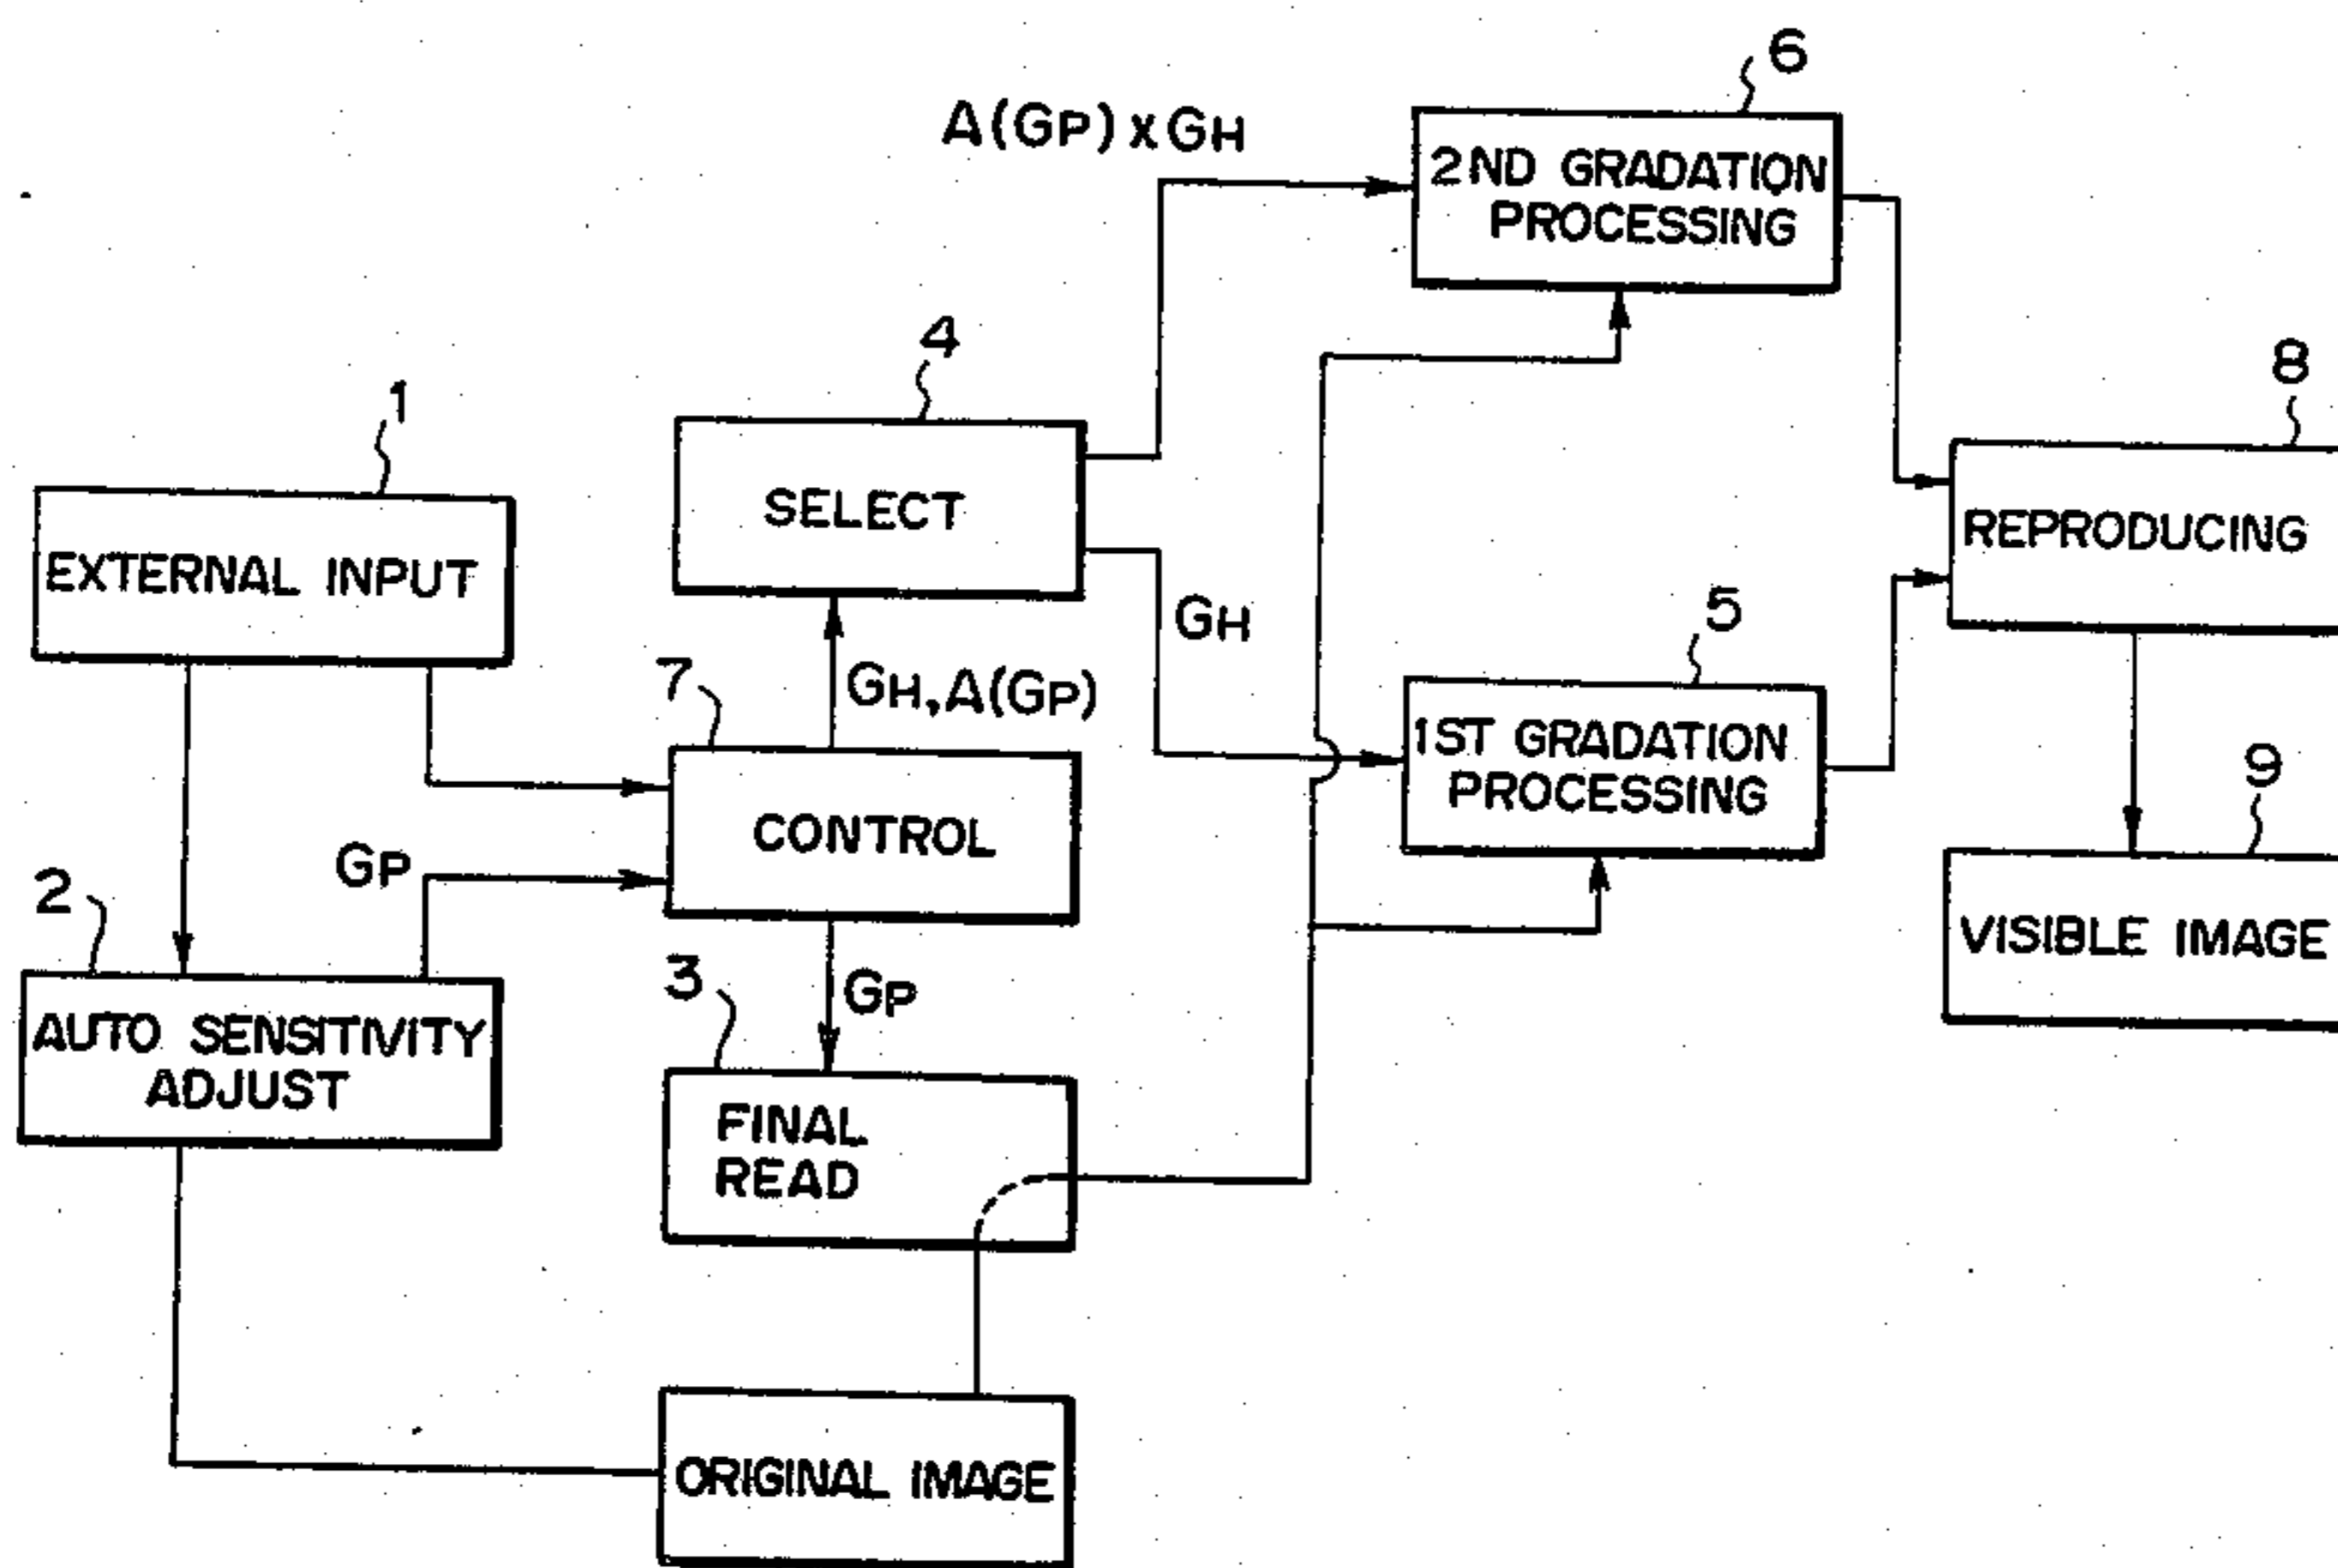 6
A(GP) x GH
2ND GRADATION
PROCESSING
4
8
1
SELECT
REPRODUCING
EXTERNAL INPUT
GH
5
7
GH, A(GP)
1ST GRADATION
PROCESSING
9
CONTROL
GP
2
VISIBLE IMAGE
3
GP
AUTO SENSITIVITY
ADJUST
FINAL
READ
ORIGINAL IMAGE